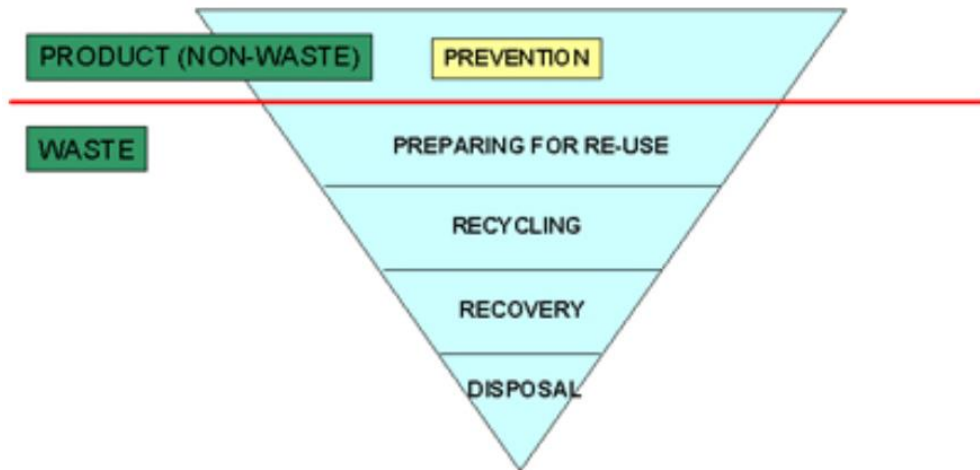 PRODUCT (NON-WASTE)
PREVENTION
WASTE
PREPARING FOR RE-USE
RECYCLING
RECOVERY
DISPOSAL